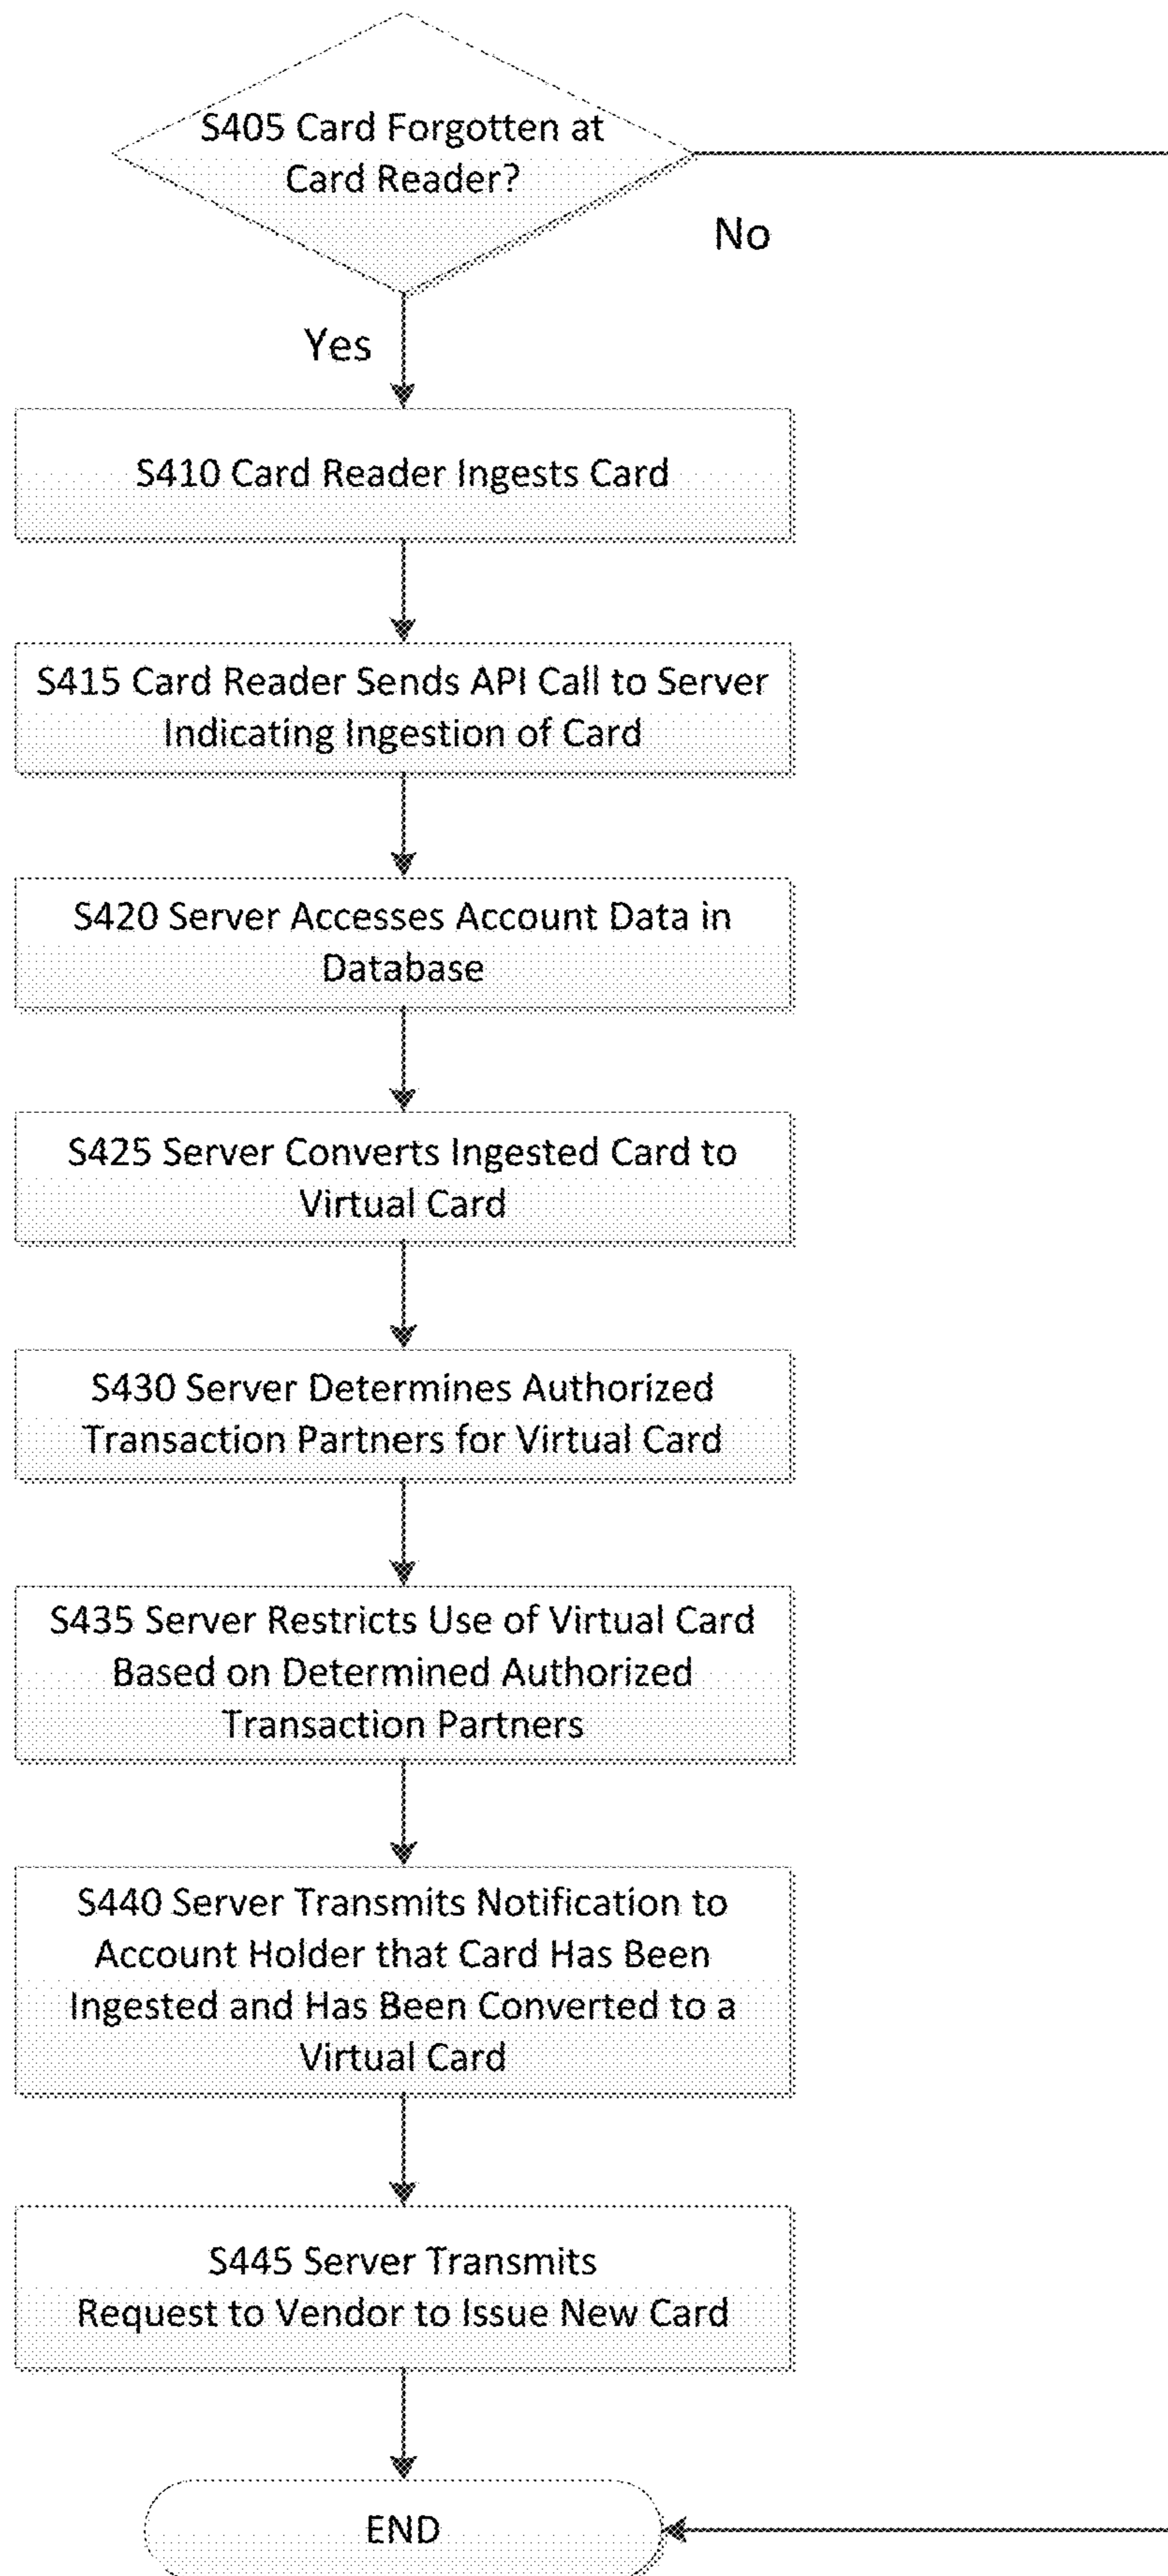 S405 Card Forgotten at
Card Reader?
No
Yes
S410 Card Reader Ingests Card
S415 Card Reader Sends API Call to Server
Indicating Ingestion of Card
S420 Server Accesses Account Data in
Database
S425 Server Converts Ingested Card to
Virtual Card
S430 Server Determines Authorized
Transaction Partners for Virtual Card
S435 Server Restricts Use of Virtual Card
Based on Determined Authorized
Transaction Partners
S440 Server Transmits Notification to
Account Holder that Card Has Been
Ingested and Has Been Converted to a
Virtual Card
S445 Server Transmits
Request to Vendor to Issue New Card
END